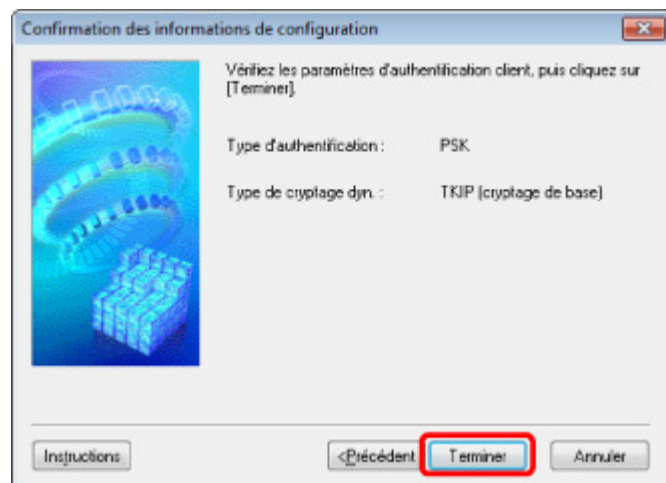 Confirmation des informations de configuration
Vérifiez les paramètres d'authentification client, puis cliquez sur
[Terminer].
Type d'authentification : PSK
Type de cryptage dyn. : TKIP (cryptage de base)
Instructions <Précédent Terminer Annuler